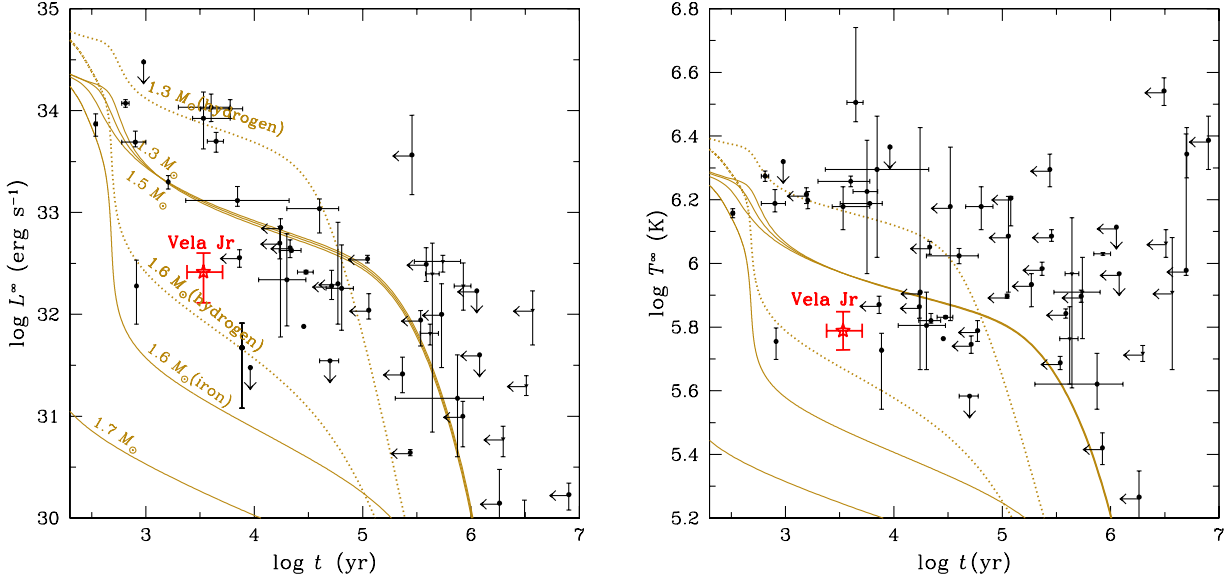 35
34
33
32
31
30
log L∞ (erg s⁻¹)
1.3 M⊙(hydrogen)
1.3 M⊙
1.5 M⊙
Vela Jr
1.6 M⊙(hydrogen)
1.6 M⊙(iron)
1.7 M⊙
3 4 5 6 7
log t (yr)
6.8
6.6
6.4
6.2
6
5.8
5.6
5.4
5.2
log T∞ (K)
Vela Jr
3 4 5 6 7
log t(yr)